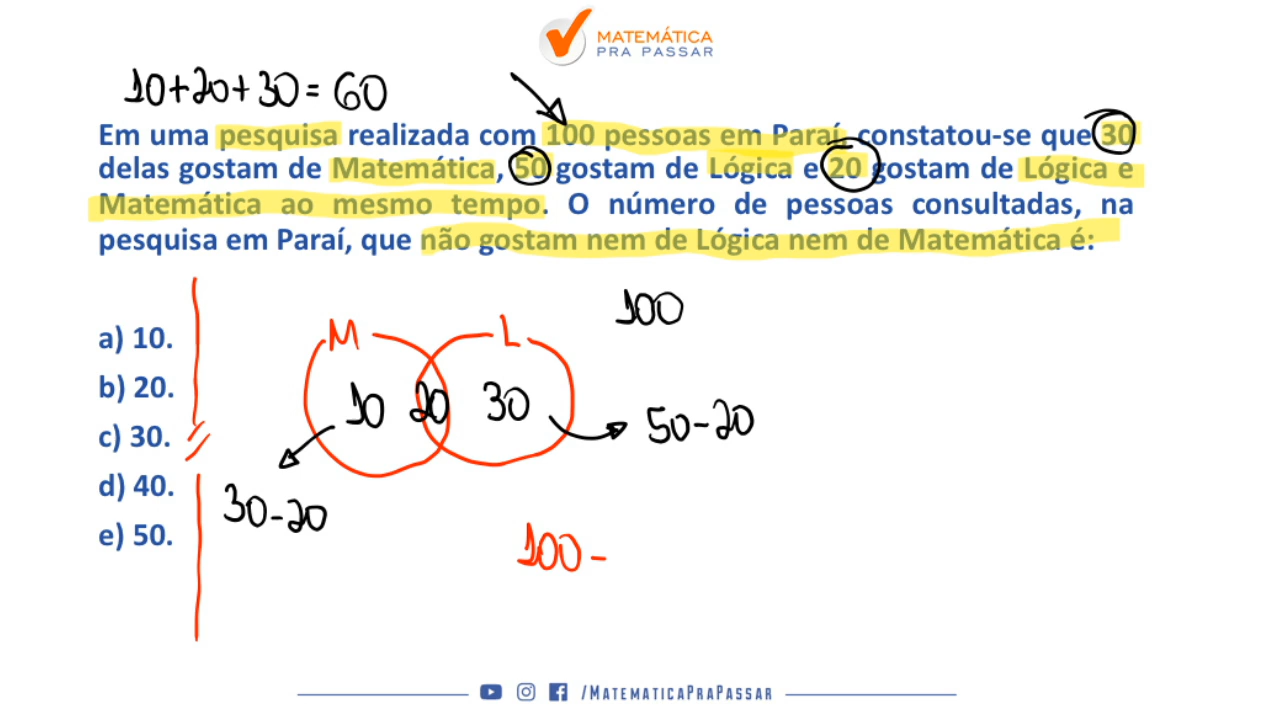 MATEMÁTICA
PRA PASSAR
10+20+30 = 60
Em uma pesquisa realizada com 100 pessoas em Paraí, constatou-se que 30
delas gostam de Matemática, 50 gostam de Lógica e 20 gostam de Lógica e
Matemática ao mesmo tempo. O número de pessoas consultadas, na
pesquisa em Paraí, que não gostam nem de Lógica nem de Matemática é:
100
a) 10.
M L
b) 20.
10 20 30
50-20
c) 30.
d) 40.
30-20
e) 50.
100-
/MATEMATICAPRAPASSAR